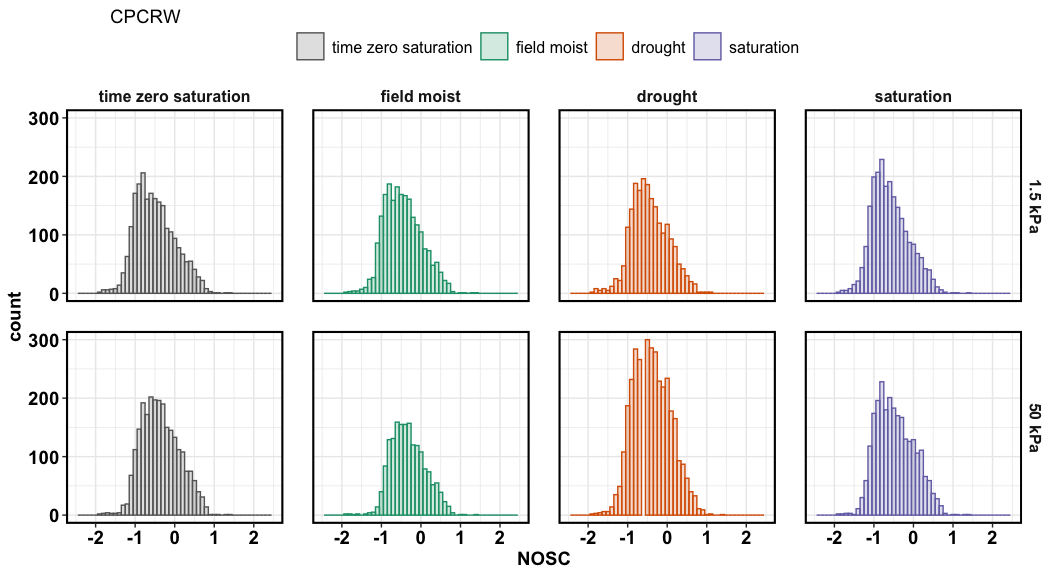 CPCRW
time zero saturation field moist drought saturation
time zero saturation field moist drought saturation
300
200
100
0
1.5 kPa
count
300
200
100
0
50 kPa
-2 -1 0 1 2 -2 -1 0 1 2 -2 -1 0 1 2 -2 -1 0 1 2
NOSC